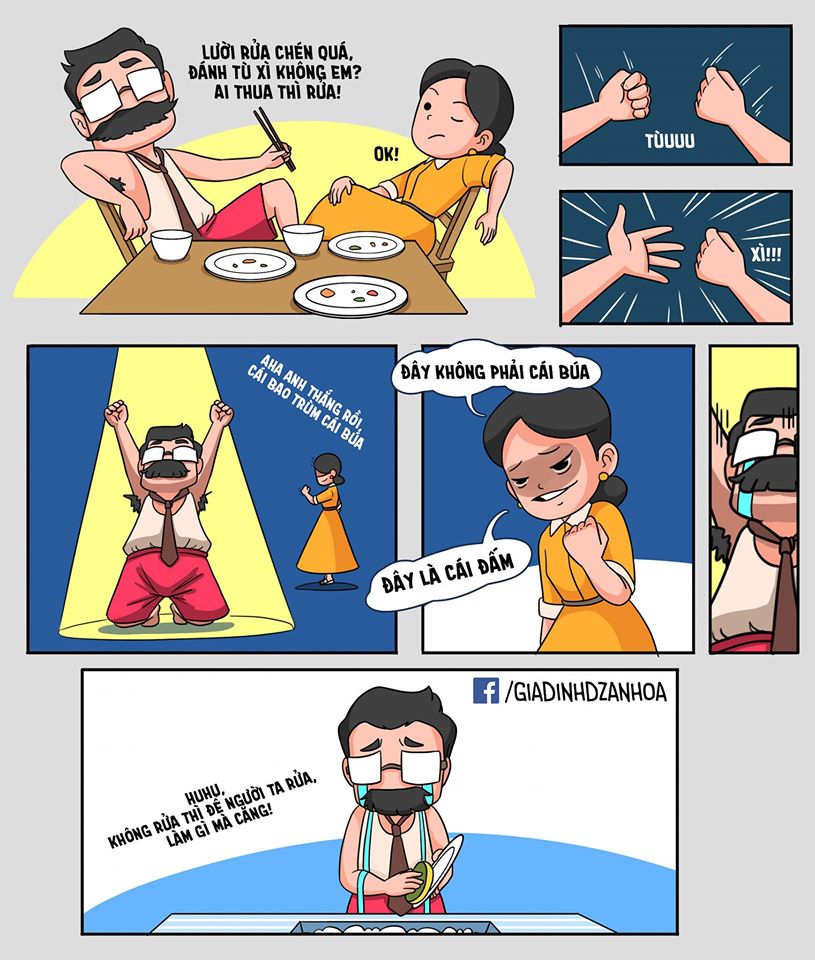 LƯỜI RỬA CHÉN QUÁ,
ĐÁNH TÙ XÌ KHÔNG EM?
AI THUA THÌ RỬA!
OK!
TÙUUU
XÌ!!!
AHA ANH THẮNG RỒI,
CÁI BAO TRÙM CÁI BÚA
ĐÂY KHÔNG PHẢI CÁI BÚA
ĐÂY LÀ CÁI ĐẤM
f /GIADINHDZANHOA
HUHU,
KHÔNG RỬA THÌ ĐỂ NGƯỜI TA RỬA,
LÀM GÌ MÀ CĂNG!